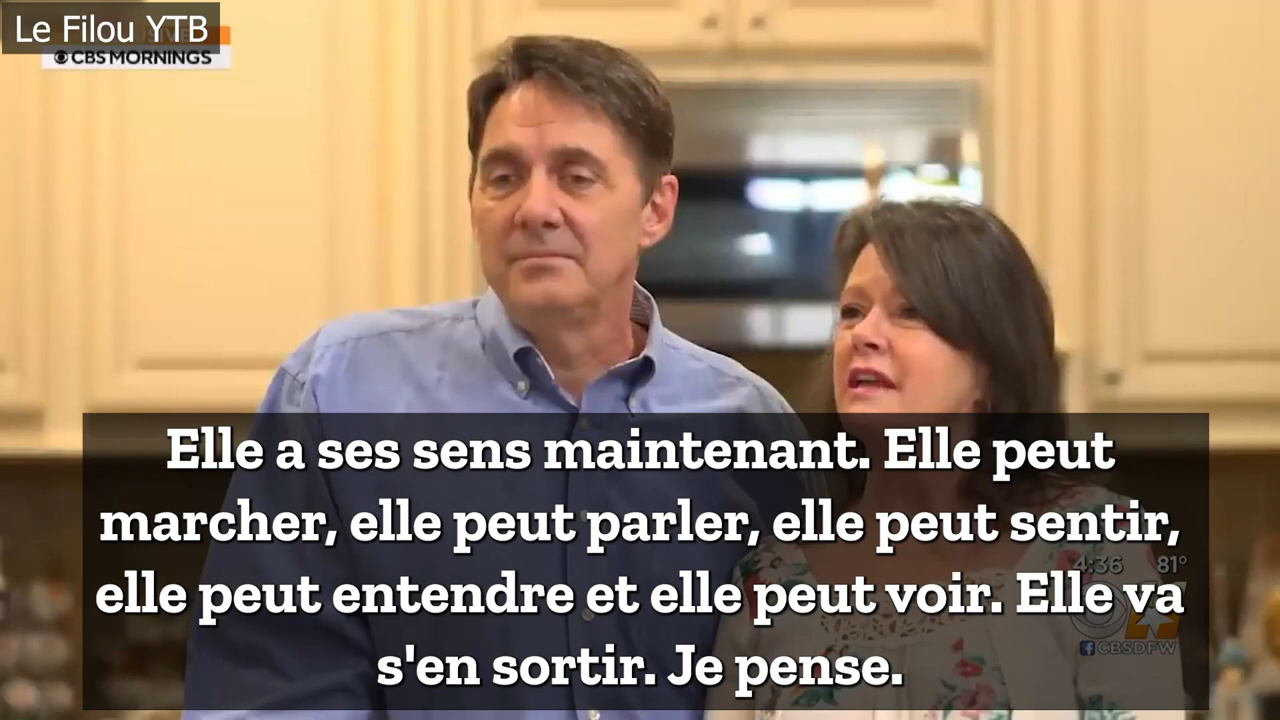 Le Filou YTB
CBS MORNINGS
Elle a ses sens maintenant. Elle peut
marcher, elle peut parler, elle peut sentir,
elle peut entendre et elle peut voir. Elle va
s'en sortir. Je pense.
4:36 81°
CBSDFW